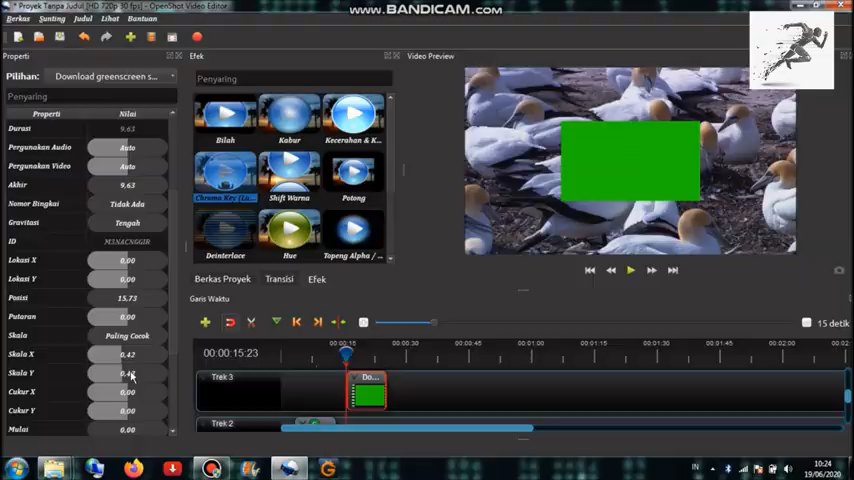 * Proyek Tanpa Judul [HD 720p 30 fps] - OpenShot Video Editor
www.BANDICAM.com
Berkas Sunting Judul Lihat Bantuan
Properti
Efek
Video Preview
Pilihan: Download greenscreen s...
Penyaring
Penyaring
Properti Nilai
Durasi 9,63
Pergunakan Audio Auto
Pergunakan Video Auto
Akhir 9,63
Nomor Bingkai Tidak Ada
Gravitasi Tengah
ID M3NACNGGJR
Lokasi X 0,00
Lokasi Y 0,00
Posisi 15,73
Putaran 0,00
Skala Paling Cocok
Skala X 0,42
Skala Y
Cukur X 0,00
Cukur Y 0,00
Mulai 0,00
Bilah Kabur Kecerahan & K...
Chroma Key (La... Shift Warna Potong
Deinterlace Hue Topeng Alpha / ...
Berkas Proyek Transisi Efek
Garis Waktu
15 detik
00:00:15:23
00:00:15 00:00:30 00:00:45 00:01:00 00:01:15 00:01:30 00:01:45 00:02:00
Trek 3
Do...
Trek 2
IN
10:24
19/06/2020